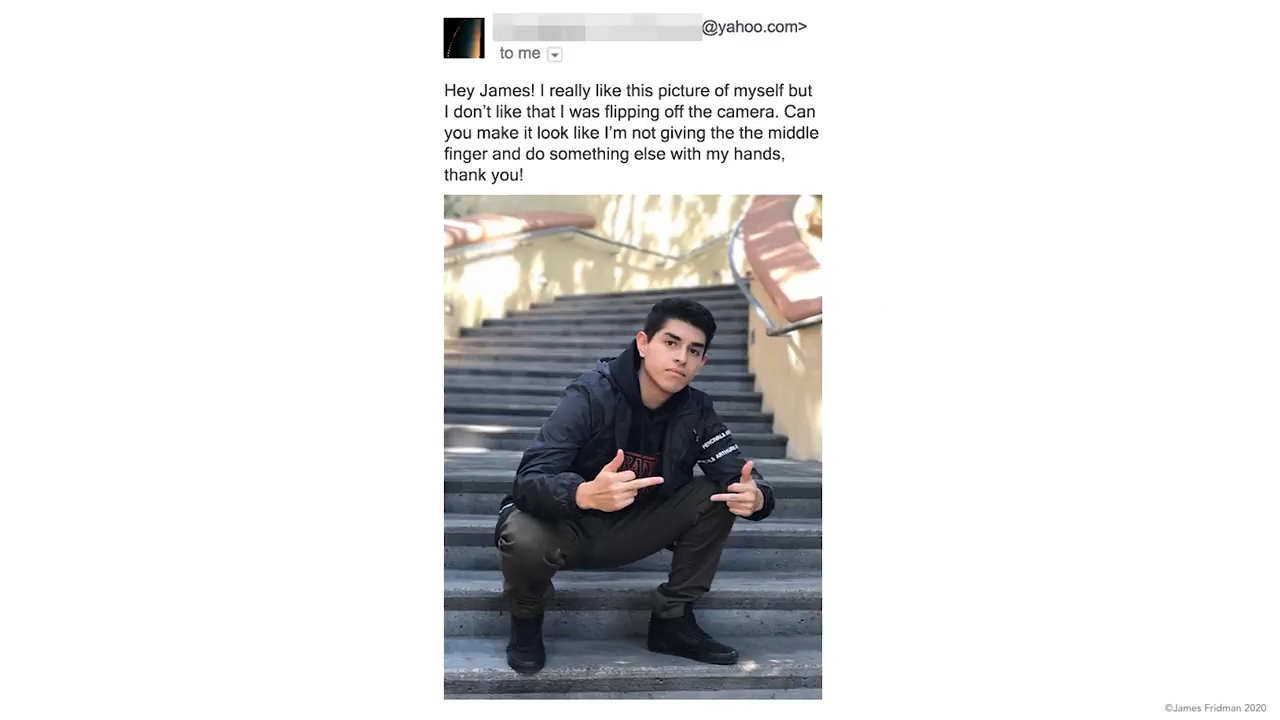 @yahoo.com>
to me
Hey James! I really like this picture of myself but
I don't like that I was flipping off the camera. Can
you make it look like I'm not giving the the middle
finger and do something else with my hands,
thank you!
©James Fridman 2020